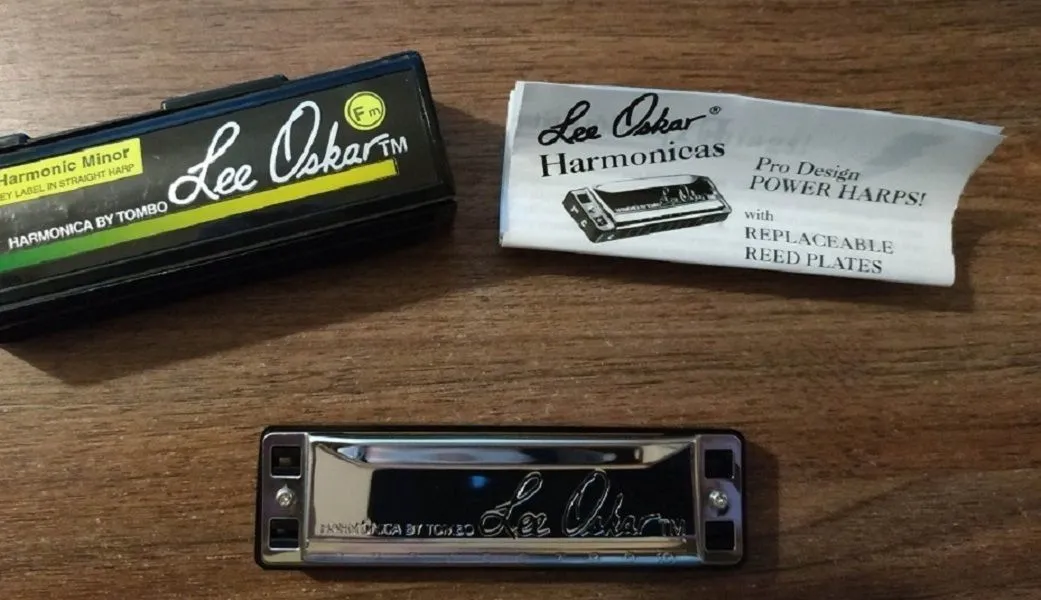 Harmonic Minor
KEY LABEL IN STRAIGHT HARP
Lee Oskar TM
Fm
HARMONICA BY TOMBO
Lee Oskar ®
Harmonicas
Pro Design
POWER HARPS!
with
REPLACEABLE
REED PLATES
HARMONICA BY TOMBO
Lee Oskar TM
10